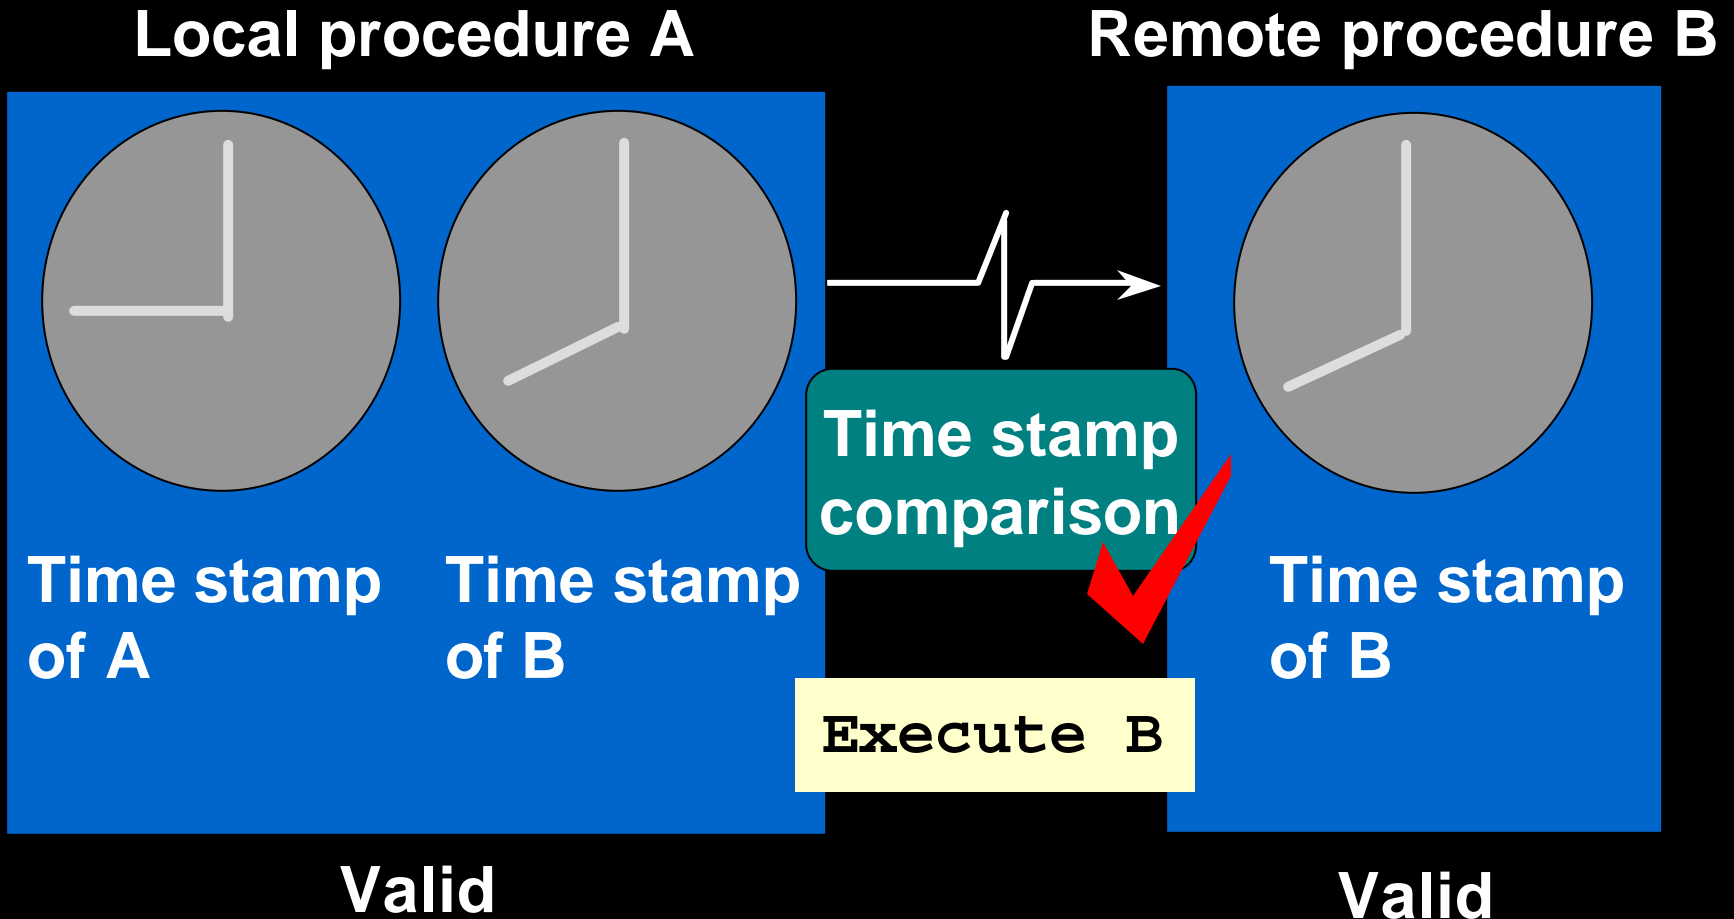 Local procedure A
Remote procedure B
Time stamp
comparison
Time stamp
of A
Time stamp
of B
Time stamp
of B
Execute B
Valid
Valid